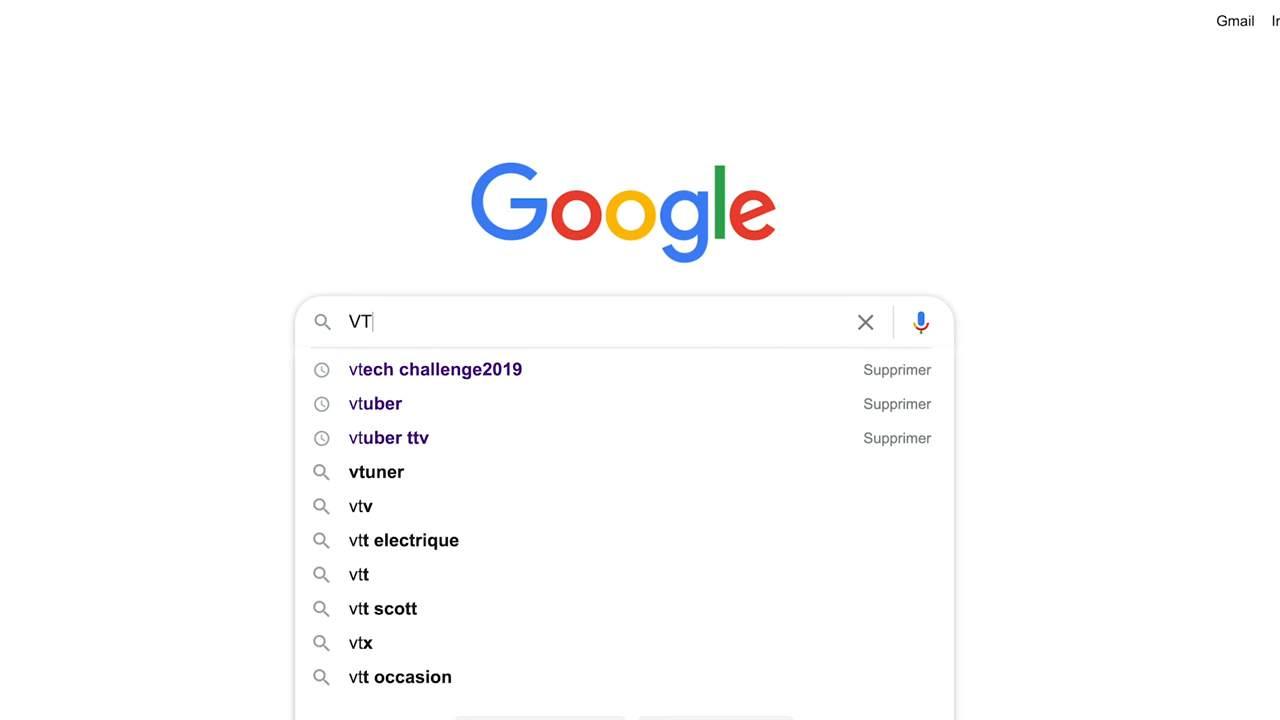 Gmail
Google
VT
vtech challenge2019 Supprimer
vtuber Supprimer
vtuber ttv Supprimer
vtuner
vtv
vtt electrique
vtt
vtt scott
vtx
vtt occasion